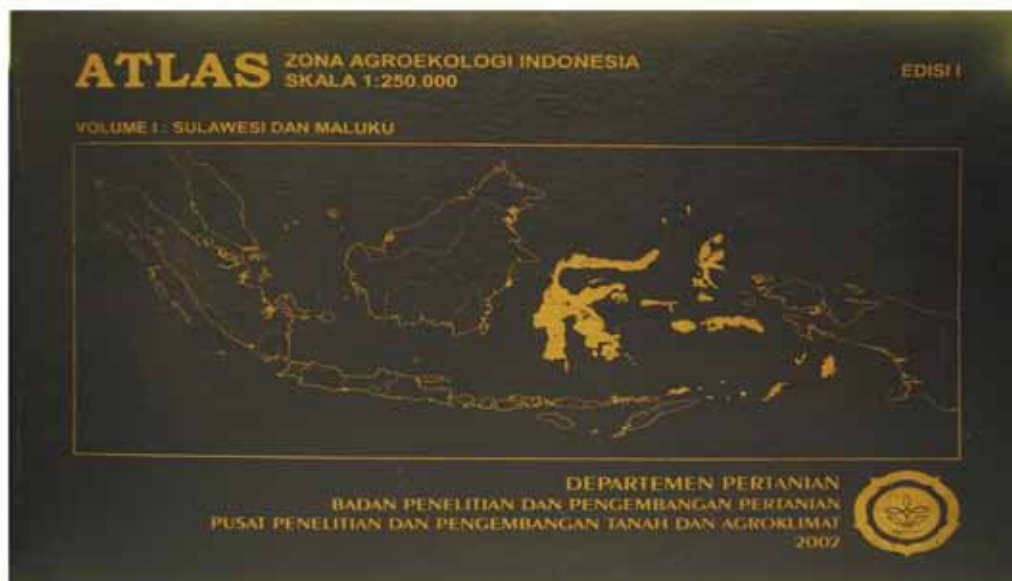 ATLAS ZONA AGROEKOLOGI INDONESIA
SKALA 1:250.000
EDISI I
VOLUME I : SULAWESI DAN MALUKU
DEPARTEMEN PERTANIAN
BADAN PENELITIAN DAN PENGEMBANGAN PERTANIAN
PUSAT PENELITIAN DAN PENGEMBANGAN TANAH DAN AGROKLIMAT
2002